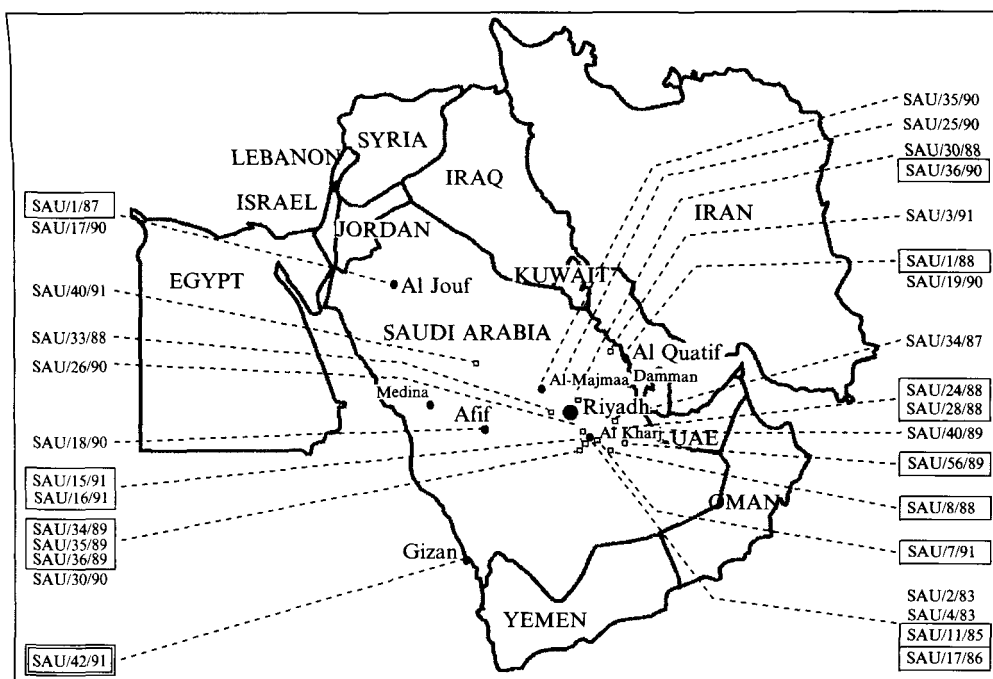 SAU/1/87
SAU/17/90
SAU/40/91
SAU/33/88
SAU/26/90
SAU/18/90
SAU/15/91
SAU/16/91
SAU/34/89
SAU/35/89
SAU/36/89
SAU/30/90
SAU/42/91
LEBANON
SYRIA
ISRAEL
JORDAN
IRAQ
IRAN
EGYPT
KUWAIT
Al Jouf
SAUDI ARABIA
Al Quatif
Al-Majmaa
Damman
Medina
Riyadh
Afif
Al Kharj
UAE
OMAN
Gizan
YEMEN
SAU/35/90
SAU/25/90
SAU/30/88
SAU/36/90
SAU/3/91
SAU/1/88
SAU/19/90
SAU/34/87
SAU/24/88
SAU/28/88
SAU/40/89
SAU/56/89
SAU/8/88
SAU/7/91
SAU/2/83
SAU/4/83
SAU/11/85
SAU/17/86